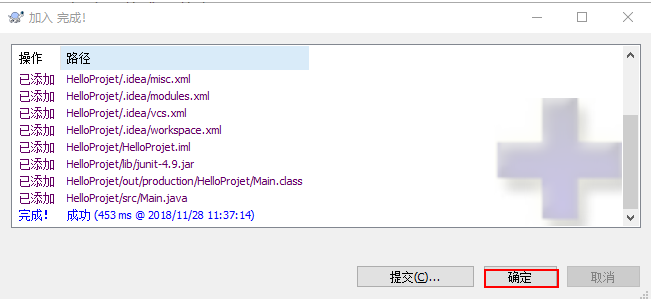 加入 完成!
操作 路径
已添加 HelloProjet/.idea/misc.xml
已添加 HelloProjet/.idea/modules.xml
已添加 HelloProjet/.idea/vcs.xml
已添加 HelloProjet/.idea/workspace.xml
已添加 HelloProjet/HelloProjet.iml
已添加 HelloProjet/lib/junit-4.9.jar
已添加 HelloProjet/out/production/HelloProjet/Main.class
已添加 HelloProjet/src/Main.java
完成! 成功 (453 ms @ 2018/11/28 11:37:14)
提交(C)... 确定 取消